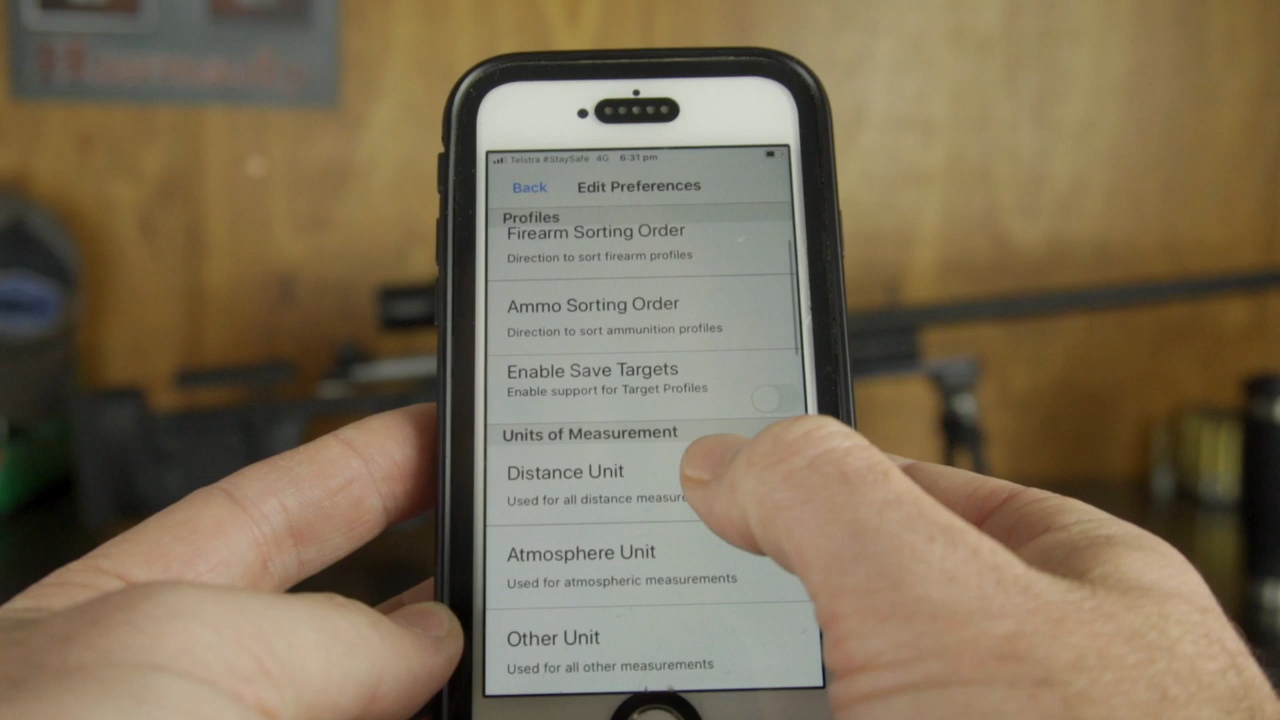 Telstra #StaySafe 4G 6:31 pm
Back Edit Preferences
Profiles
Firearm Sorting Order
Direction to sort firearm profiles
Ammo Sorting Order
Direction to sort ammunition profiles
Enable Save Targets
Enable support for Target Profiles
Units of Measurement
Distance Unit
Used for all distance measure
Atmosphere Unit
Used for atmospheric measurements
Other Unit
Used for all other measurements